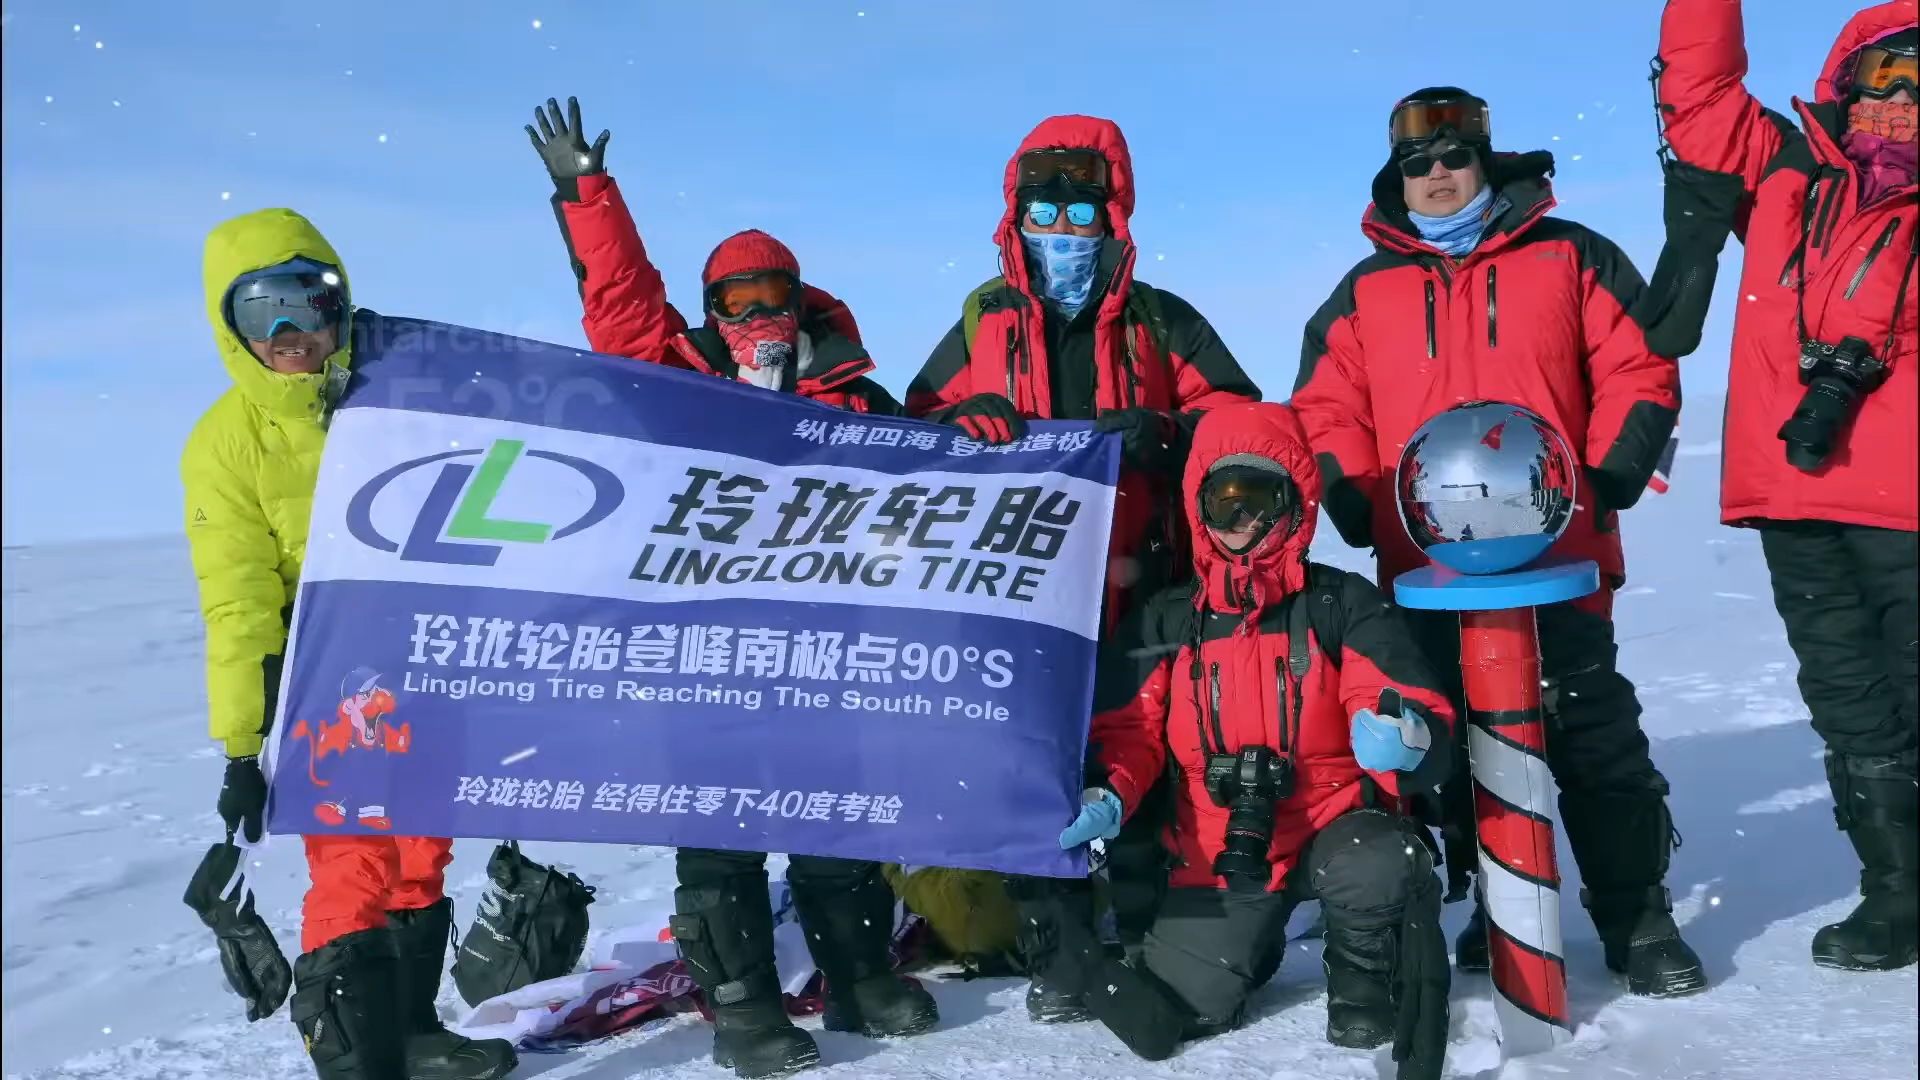 Antarctic
-52°C
纵横四海 登峰造极
玲珑轮胎
LINGLONG TIRE
玲珑轮胎登峰南极点90°S
Linglong Tire Reaching The South Pole
玲珑轮胎 经得住零下40度考验